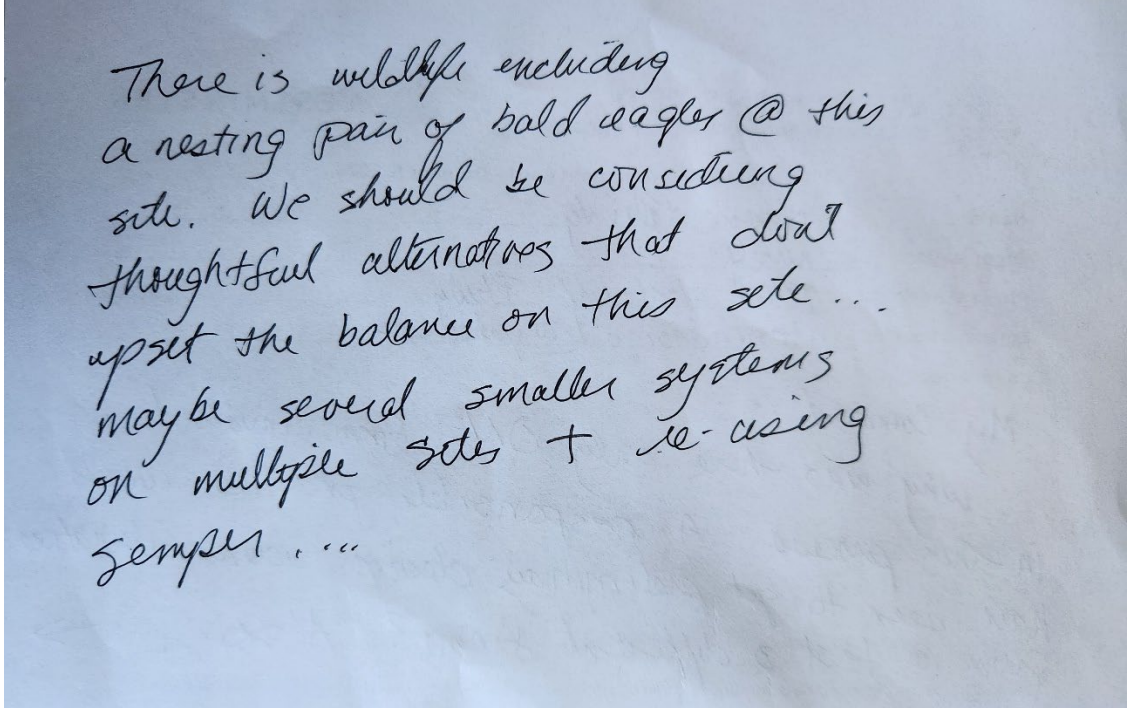 There is wildlife including
a nesting pair of bald eagles @ this
site. We should be considering
thoughtful alternatives that don't
upset the balance on this site...
maybe several smaller systems
on multiple sites + re-using
Semper....